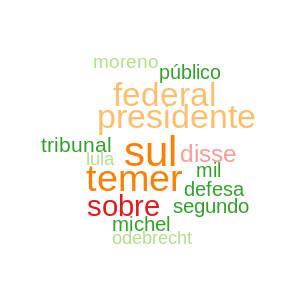 moreno
público
federal
presidente
tribunal
sul
disse
lula
mil
temer
defesa
sobre
segundo
michel
odebrecht